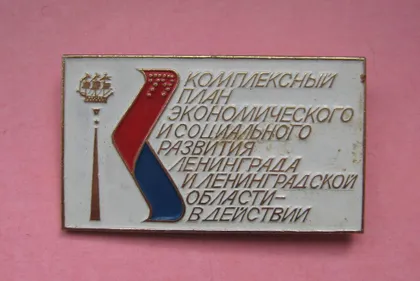 КОМПЛЕКСНЫЙ
ПЛАН
ЭКОНОМИЧЕСКОГО
И СОЦИАЛЬНОГО
РАЗВИТИЯ
ЛЕНИНГРАДА
И ЛЕНИНГРАДСКОЙ
ОБЛАСТИ-
В ДЕЙСТВИИ